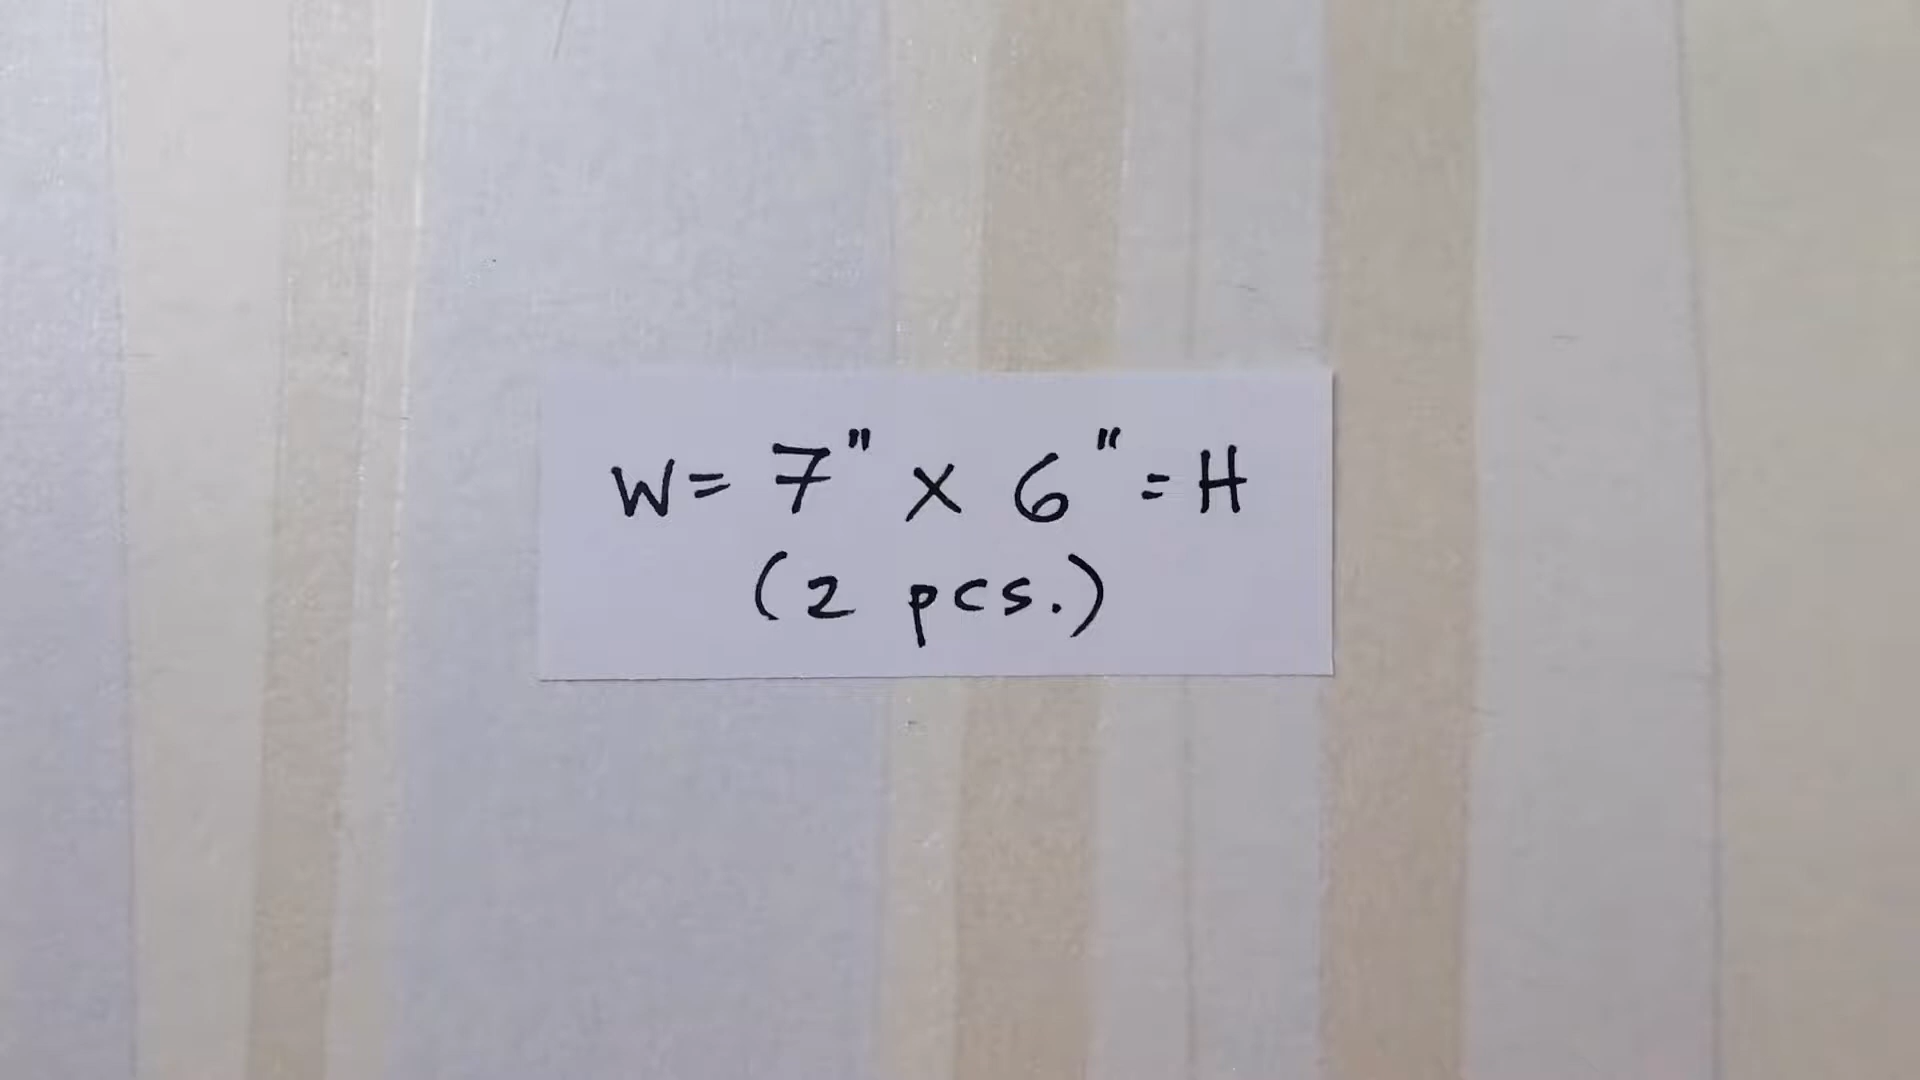 W= 7" x 6" = H
(2 pcs.)